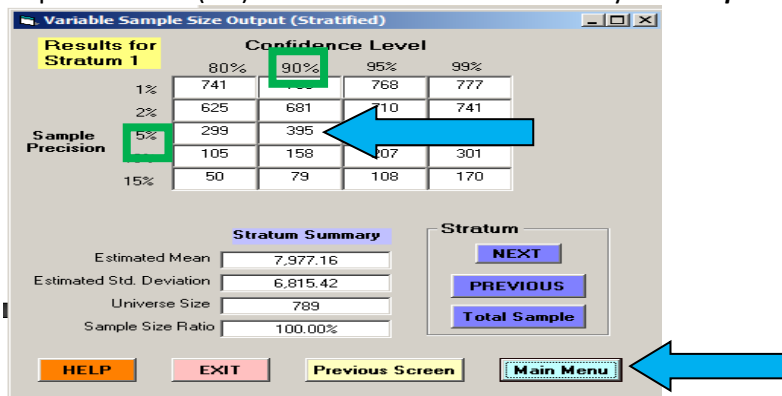 Variable Sample Size Output (Stratified)
Results for Stratum 1
Confidence Level
80% 90% 95% 99%
1% 741 768 777
2% 625 681 710 741
Sample Precision 5% 299 395
105 158 207 301
15% 50 79 108 170
Stratum Summary
Estimated Mean 7,977.16
Estimated Std. Deviation 6,815.42
Universe Size 789
Sample Size Ratio 100.00%
Stratum
NEXT
PREVIOUS
Total Sample
HELP EXIT Previous Screen Main Menu